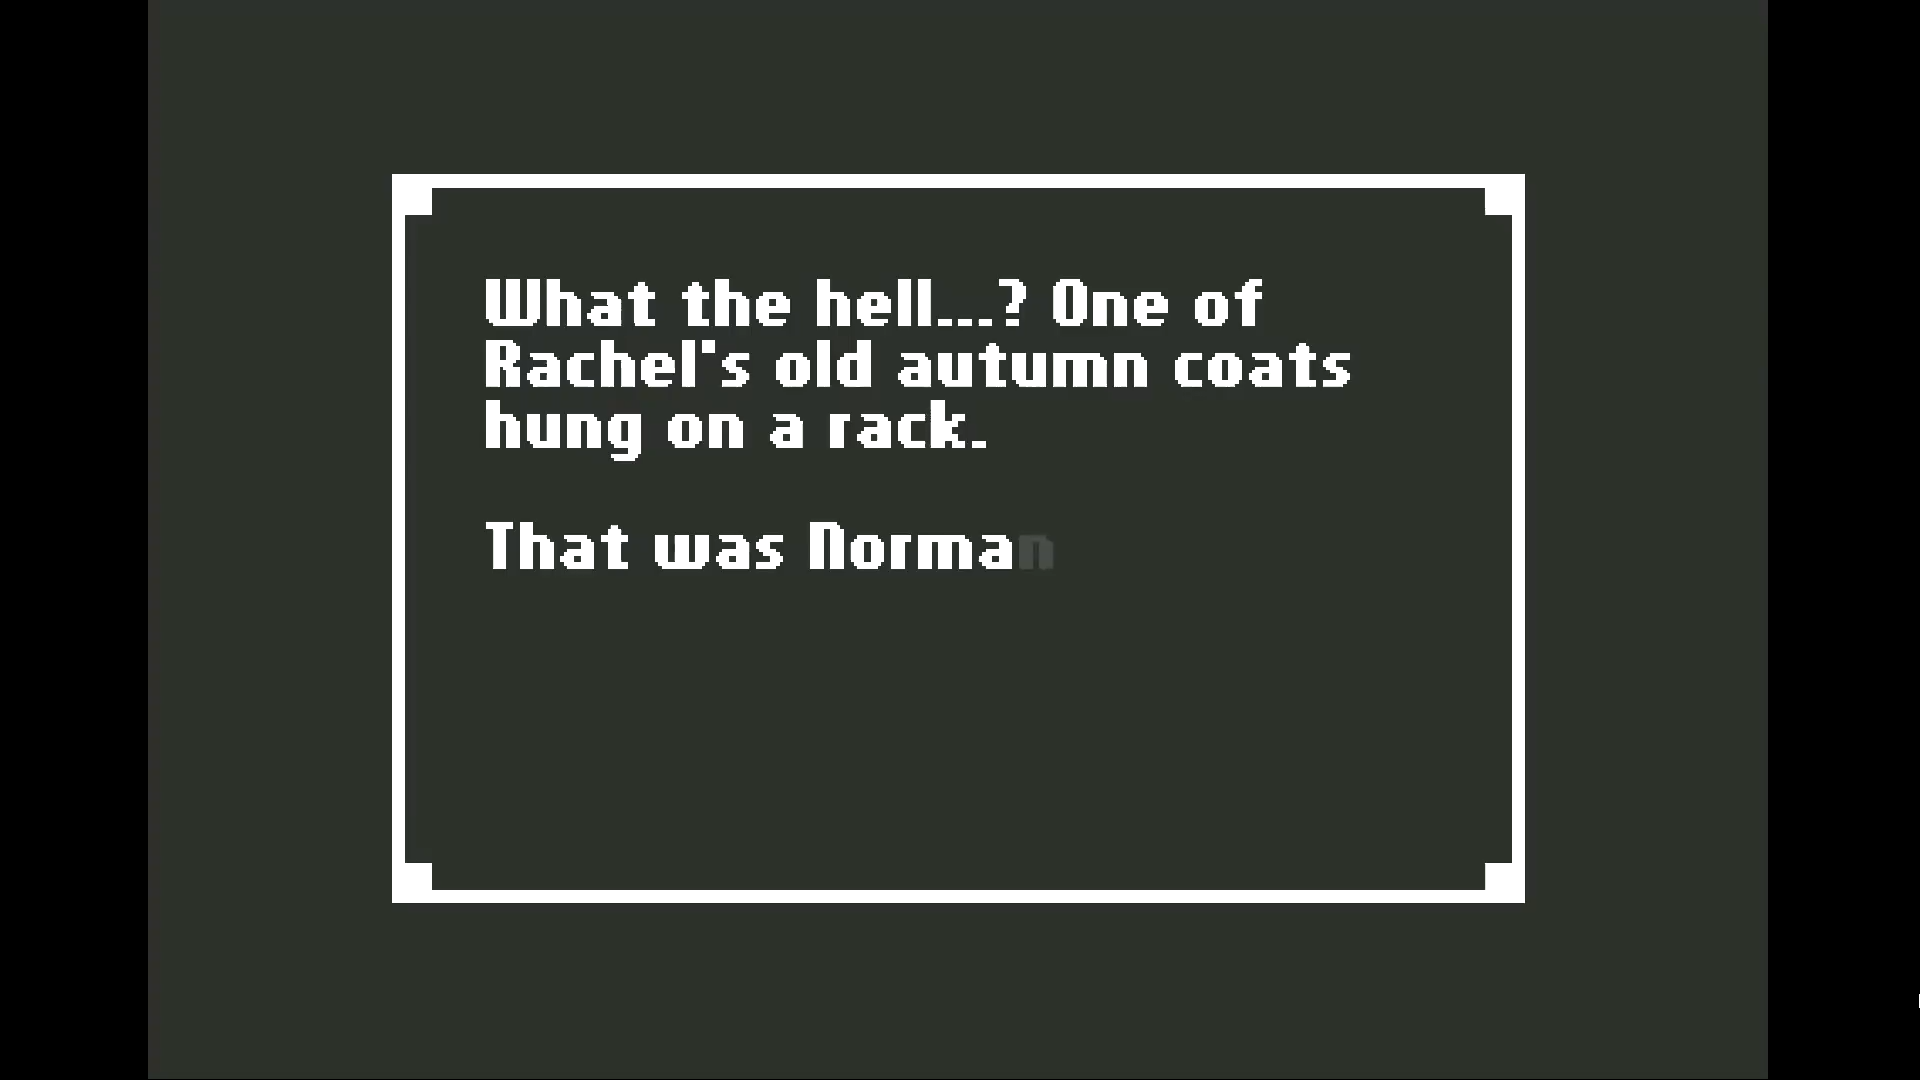 What the hell...? One of
Rachel's old autumn coats
hung on a rack.
That was Norman